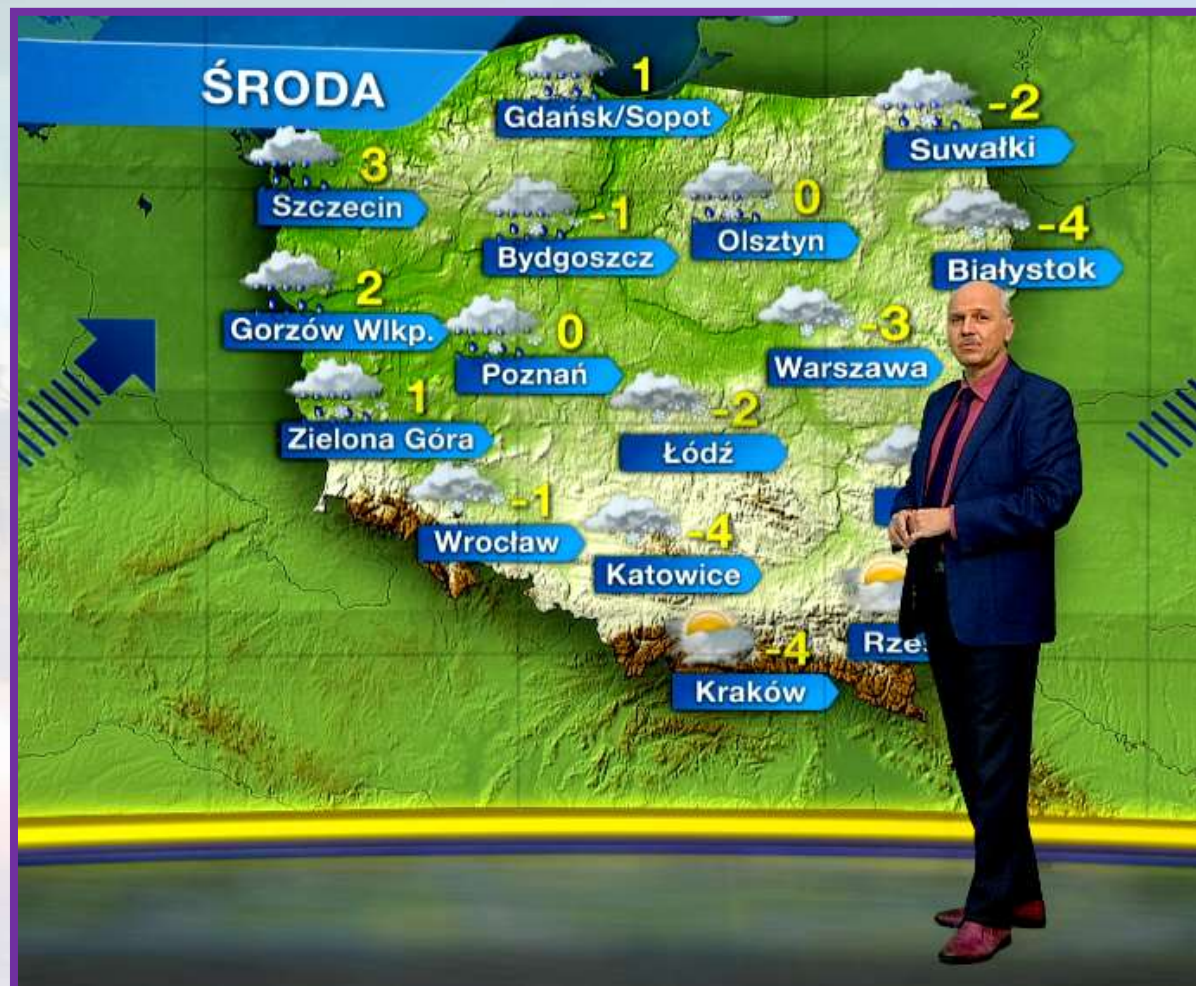 ŚRODA
1
Gdańsk/Sopot
-2
Suwałki
3
Szczecin
-1
Bydgoszcz
0
Olsztyn
-4
Białystok
2
Gorzów Wlkp.
0
Poznań
-3
Warszawa
1
Zielona Góra
-2
Łódź
-1
Wrocław
-4
Katowice
-4
Kraków